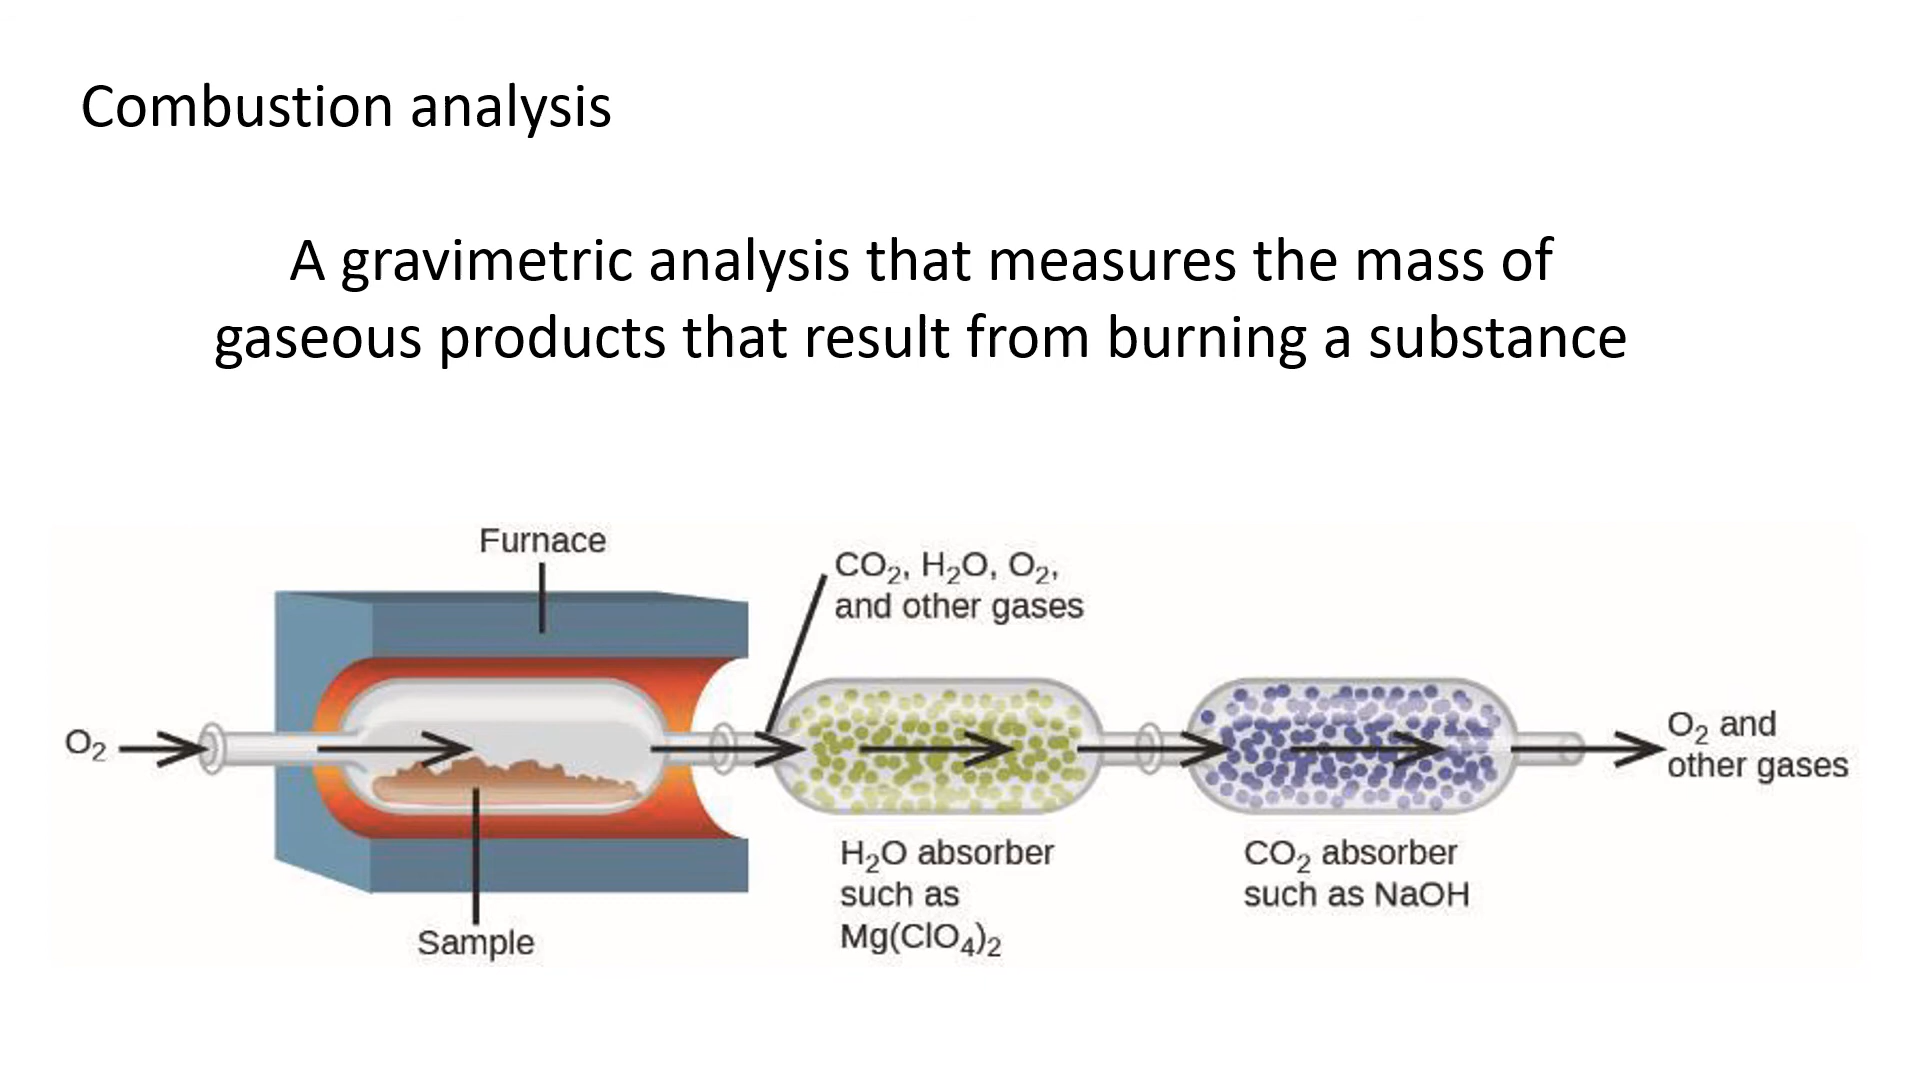 Combustion analysis
A gravimetric analysis that measures the mass of
gaseous products that result from burning a substance
Furnace
CO₂, H₂O, O₂,
and other gases
O₂
O₂ and
other gases
H₂O absorber
such as
Mg(ClO₄)₂
CO₂ absorber
such as NaOH
Sample